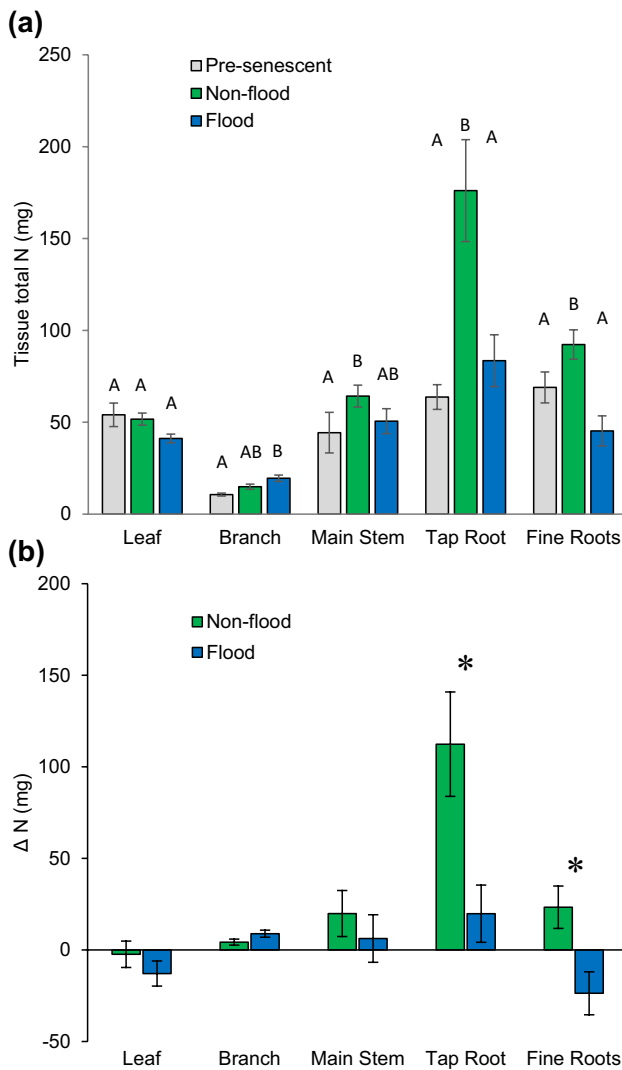 (a)
250
200
150
100
50
0
Tissue total N (mg)
Pre-senescent
Non-flood
Flood
A A A
A AB B
A B AB
A B A
A B A
Leaf Branch Main Stem Tap Root Fine Roots
(b)
200
150
100
50
0
-50
Δ N (mg)
Non-flood
Flood
*
*
Leaf Branch Main Stem Tap Root Fine Roots